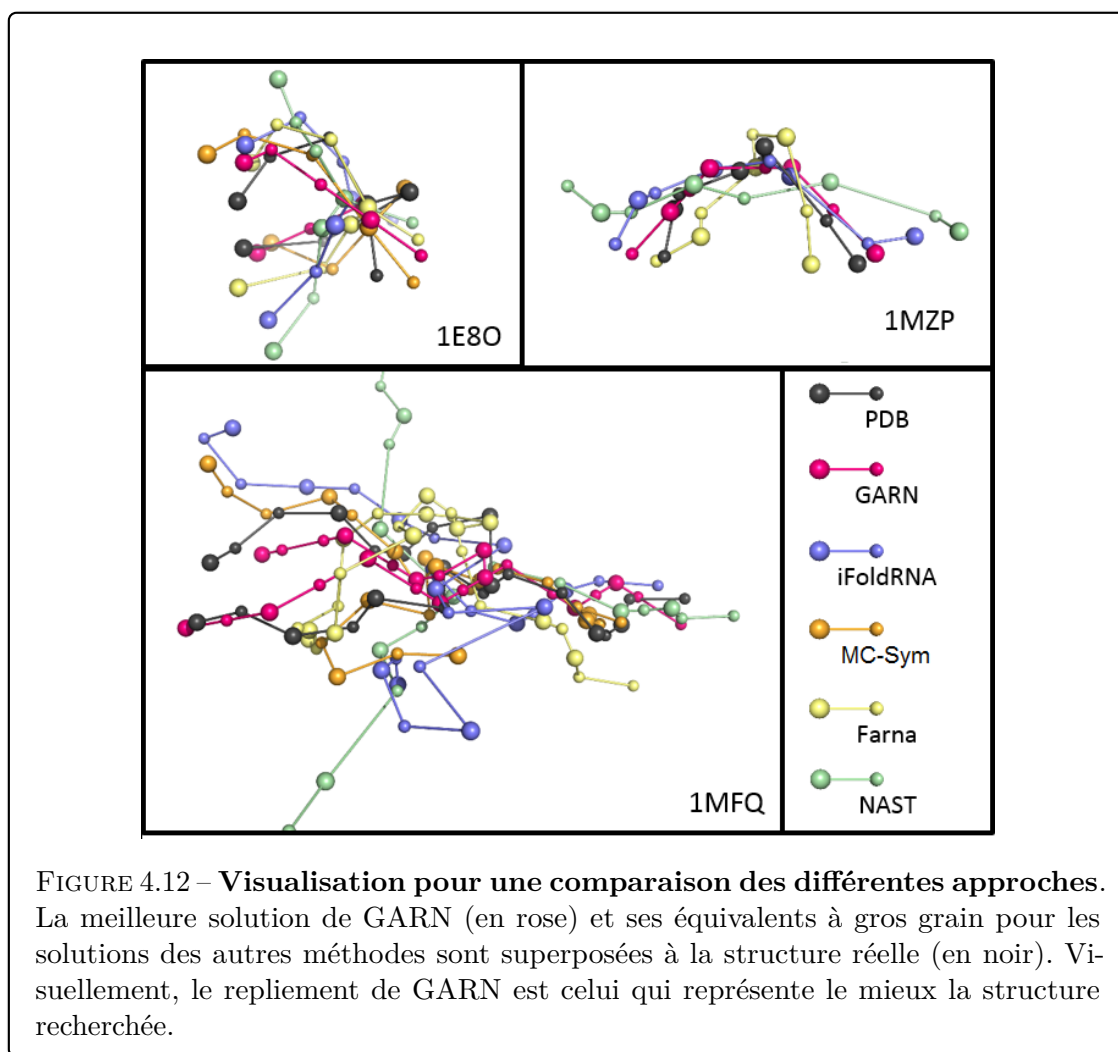 1E8O
1MZP
1MFQ
PDB
GARN
iFoldRNA
MC-Sym
Farna
NAST
FIGURE 4.12 – Visualisation pour une comparaison des différentes approches.
La meilleure solution de GARN (en rose) et ses équivalents à gros grain pour les
solutions des autres méthodes sont superposées à la structure réelle (en noir). Vi-
suellement, le repliement de GARN est celui qui représente le mieux la structure
recherchée.